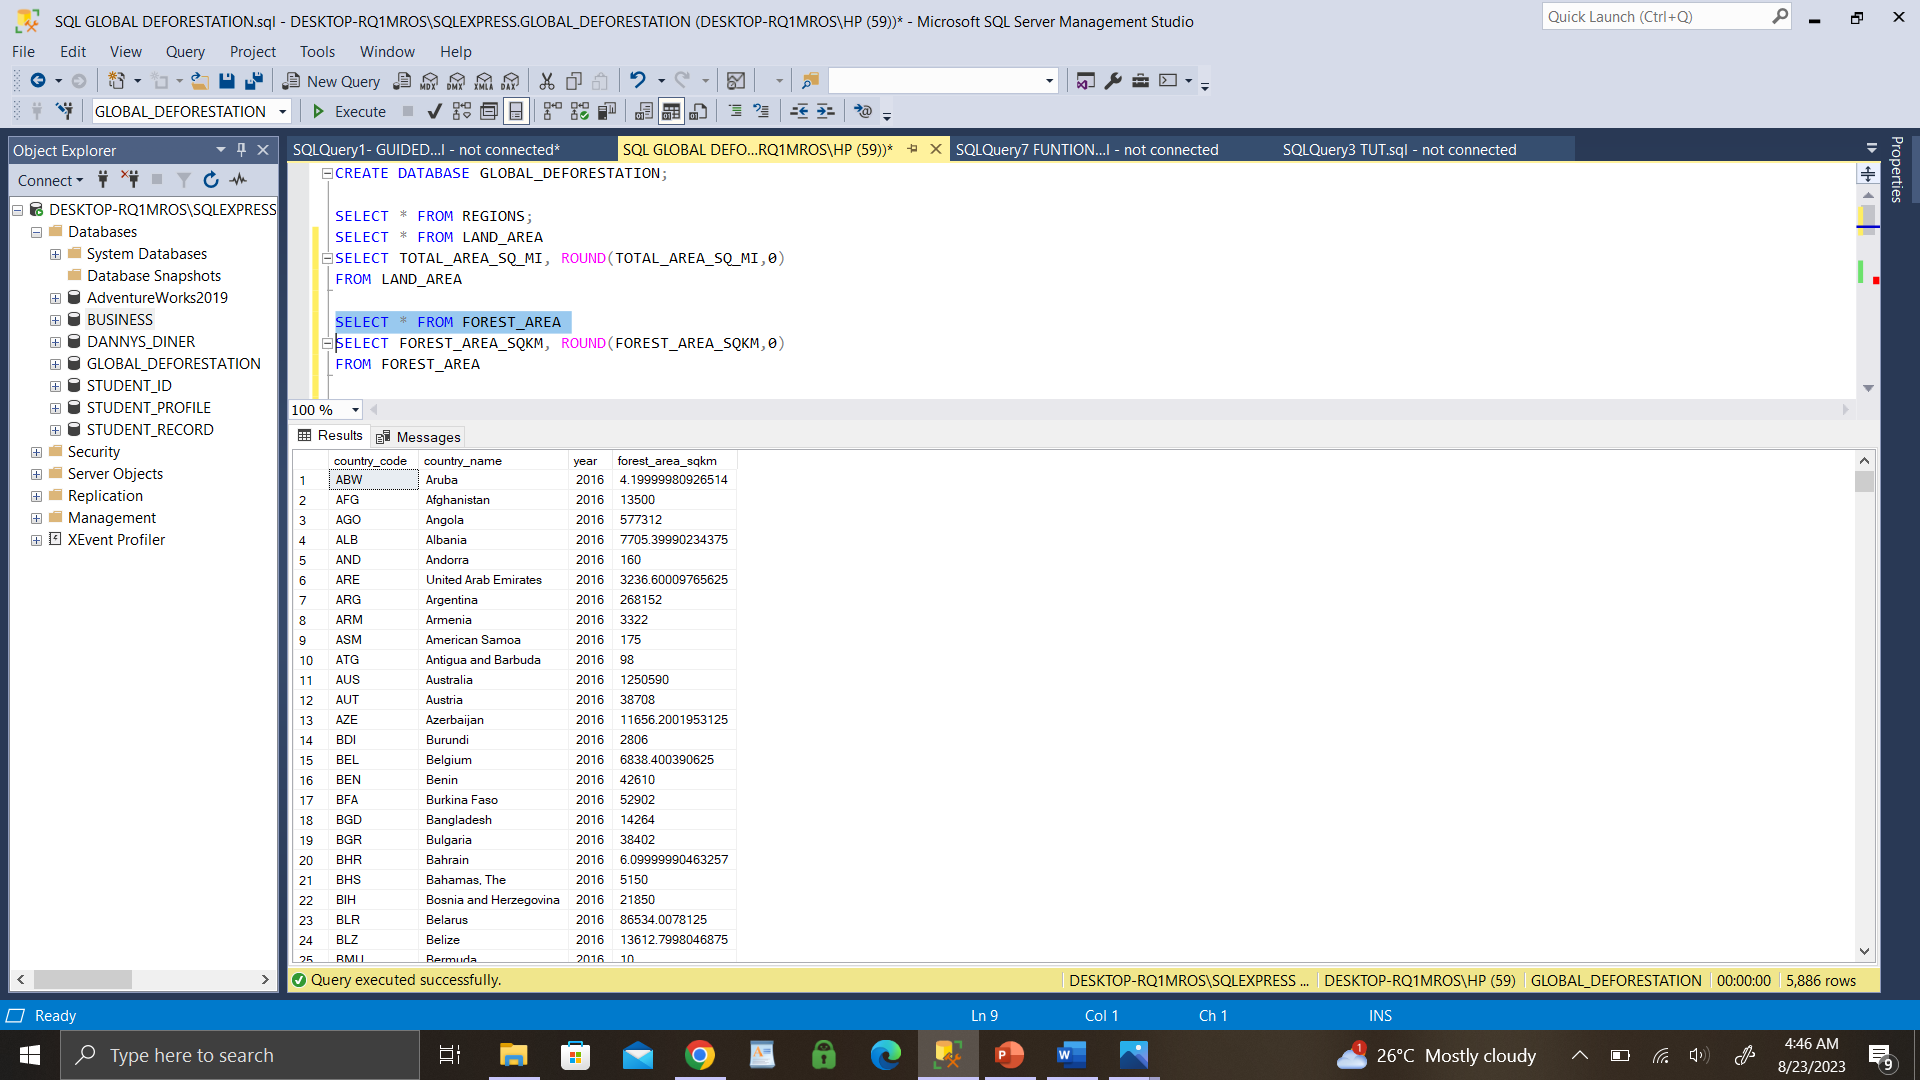 SQL GLOBAL DEFORESTATION.sql - DESKTOP-RQ1MROS\SQLEXPRESS.GLOBAL_DEFORESTATION (DESKTOP-RQ1MROS\HP (59))* - Microsoft SQL Server Management Studio
Quick Launch (Ctrl+Q)
File Edit View Query Project Tools Window Help
New Query
MDX DMX XMLA DAX
GLOBAL_DEFORESTATION
Execute
Object Explorer
Connect
DESKTOP-RQ1MROS\SQLEXPRESS
Databases
System Databases
Database Snapshots
AdventureWorks2019
BUSINESS
DANNYS_DINER
GLOBAL_DEFORESTATION
STUDENT_ID
STUDENT_PROFILE
STUDENT_RECORD
Security
Server Objects
Replication
Management
XEvent Profiler
SQLQuery1- GUIDED...l - not connected*
SQL GLOBAL DEFO...RQ1MROS\HP (59))*
SQLQuery7 FUNTION...l - not connected
SQLQuery3 TUT.sql - not connected
Properties
CREATE DATABASE GLOBAL_DEFORESTATION;
SELECT * FROM REGIONS;
SELECT * FROM LAND_AREA
SELECT TOTAL_AREA_SQ_MI, ROUND(TOTAL_AREA_SQ_MI,0)
FROM LAND_AREA
SELECT * FROM FOREST_AREA
SELECT FOREST_AREA_SQKM, ROUND(FOREST_AREA_SQKM,0)
FROM FOREST_AREA
100 %
Results Messages
country_code country_name year forest_area_sqkm
1 ABW Aruba 2016 4.19999980926514
2 AFG Afghanistan 2016 13500
3 AGO Angola 2016 577312
4 ALB Albania 2016 7705.39990234375
5 AND Andorra 2016 160
6 ARE United Arab Emirates 2016 3236.60009765625
7 ARG Argentina 2016 268152
8 ARM Armenia 2016 3322
9 ASM American Samoa 2016 175
10 ATG Antigua and Barbuda 2016 98
11 AUS Australia 2016 1250590
12 AUT Austria 2016 38708
13 AZE Azerbaijan 2016 11656.2001953125
14 BDI Burundi 2016 2806
15 BEL Belgium 2016 6838.400390625
16 BEN Benin 2016 42610
17 BFA Burkina Faso 2016 52902
18 BGD Bangladesh 2016 14264
19 BGR Bulgaria 2016 38402
20 BHR Bahrain 2016 6.09999990463257
21 BHS Bahamas, The 2016 5150
22 BIH Bosnia and Herzegovina 2016 21850
23 BLR Belarus 2016 86534.0078125
24 BLZ Belize 2016 13612.7998046875
25 BMU Bermuda 2016 10
Query executed successfully.
DESKTOP-RQ1MROS\SQLEXPRESS ... DESKTOP-RQ1MROS\HP (59) GLOBAL_DEFORESTATION 00:00:00 5,886 rows
Ready Ln 9 Col 1 Ch 1 INS
Type here to search
1 26°C Mostly cloudy
4:46 AM
8/23/2023
9